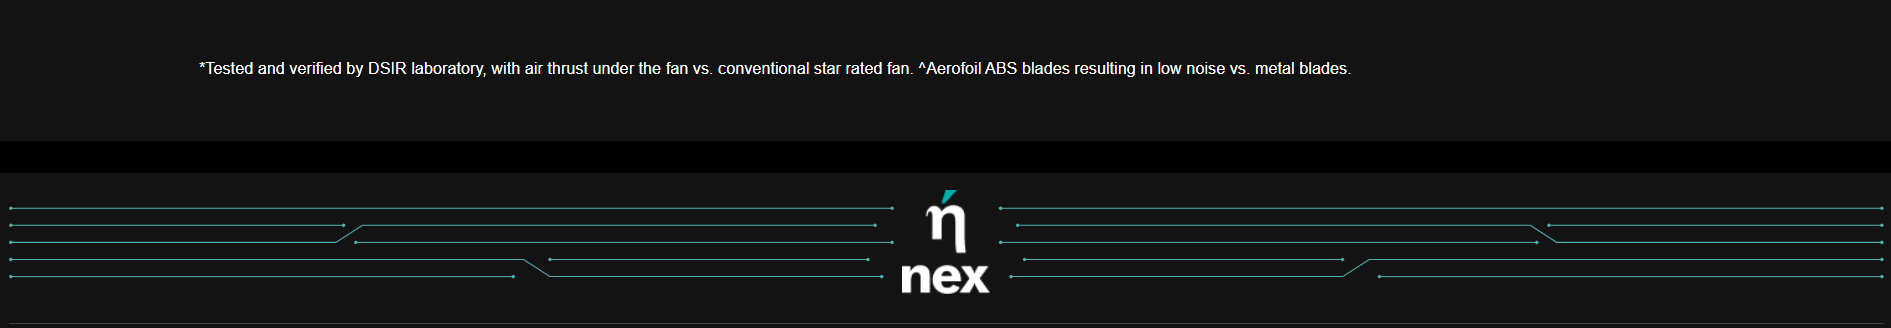 *Tested and verified by DSIR laboratory, with air thrust under the fan vs. conventional star rated fan. ^Aerofoil ABS blades resulting in low noise vs. metal blades.
ή
nex